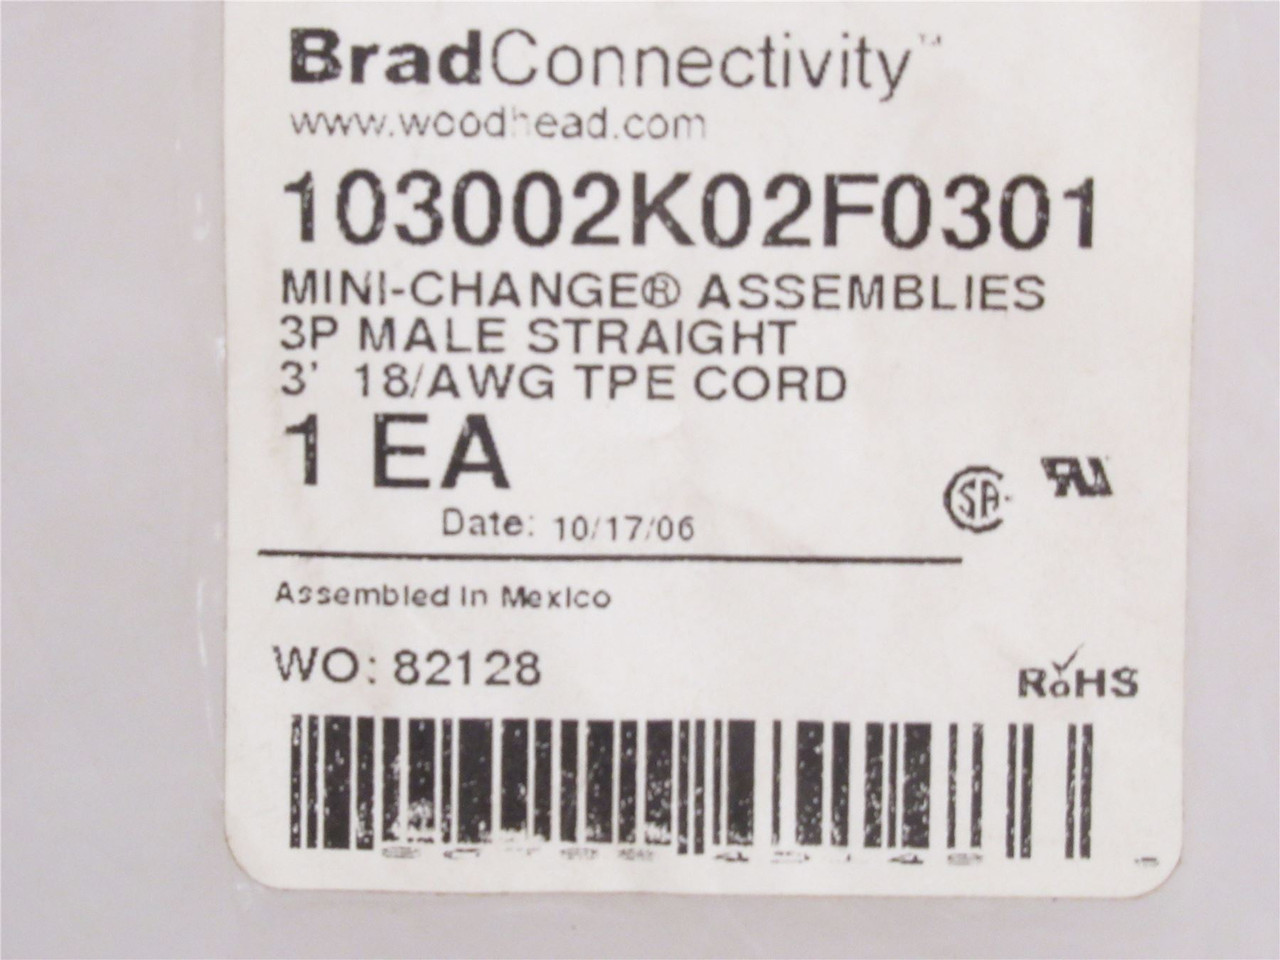 BradConnectivity™
www.woodhead.com
103002K02F0301
MINI-CHANGE® ASSEMBLIES
3P MALE STRAIGHT
3' 18/AWG TPE CORD
1 EA
Date: 10/17/06
Assembled In Mexico
WO: 82128
RoHS